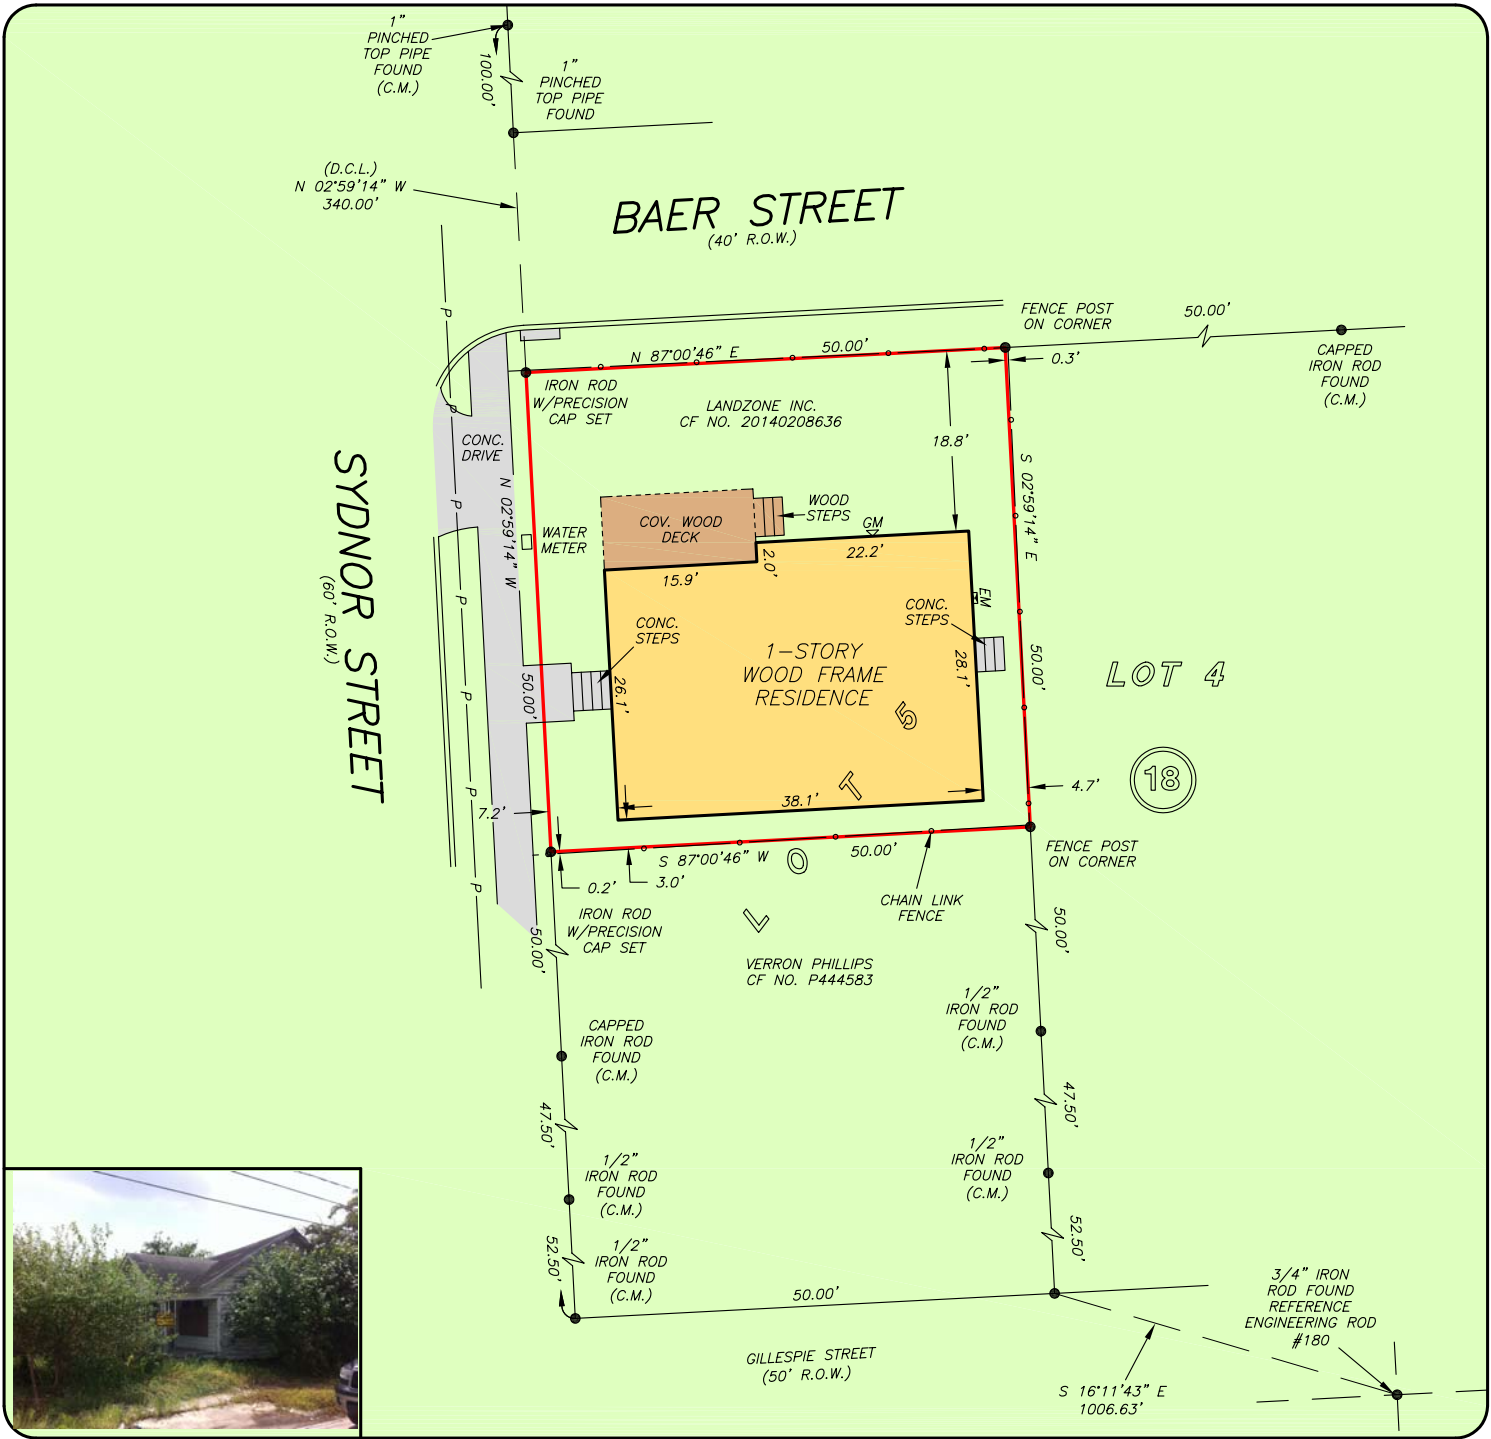 1"
PINCHED
TOP PIPE
FOUND
(C.M.)
100.00'
1"
PINCHED
TOP PIPE
FOUND
(D.C.L.)
N 02°59'14" W
340.00'
BAER STREET
(40' R.O.W.)
FENCE POST
ON CORNER
50.00'
CAPPED
IRON ROD
FOUND
(C.M.)
N 87°00'46" E
50.00'
0.3'
IRON ROD
W/PRECISION
CAP SET
LANDZONE INC.
CF NO. 20140208636
18.8'
P
P
P
P
P
P
P
P
CONC.
DRIVE
SYDNOR STREET
(60' R.O.W.)
N 02°59'14" W
50.00'
WATER
METER
COV. WOOD
DECK
WOOD
STEPS
GM
22.2'
2.0'
15.9'
S 02°59'14" E
50.00'
EM
CONC.
STEPS
CONC.
STEPS
1-STORY
WOOD FRAME
RESIDENCE
26.1'
28.1'
38.1'
LOT 5
LOT 4
18
7.2'
4.7'
S 87°00'46" W
50.00'
0.2'
3.0'
FENCE POST
ON CORNER
CHAIN LINK
FENCE
IRON ROD
W/PRECISION
CAP SET
50.00'
50.00'
VERRON PHILLIPS
CF NO. P444583
1/2"
IRON ROD
FOUND
(C.M.)
CAPPED
IRON ROD
FOUND
(C.M.)
47.50'
47.50'
1/2"
IRON ROD
FOUND
(C.M.)
1/2"
IRON ROD
FOUND
(C.M.)
52.50'
52.50'
1/2"
IRON ROD
FOUND
(C.M.)
50.00'
GILLESPIE STREET
(50' R.O.W.)
3/4" IRON
ROD FOUND
REFERENCE
ENGINEERING ROD
#180
S 16°11'43" E
1006.63'